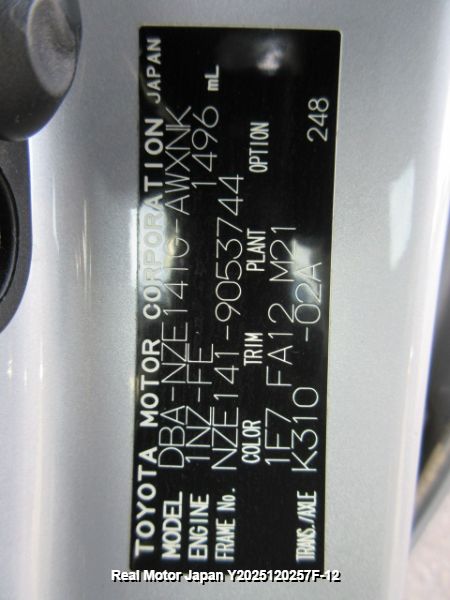 TOYOTA MOTOR CORPORATION JAPAN
MODEL DBA-NZE141G-AWXNK
ENGINE 1NZ-FE 1496 mL
FRAME No. NZE141-9053744
COLOR TRIM PLANT OPTION
1E7 FA12 M21 248
TRANS./AXLE K310 -02A
Real Motor Japan Y2025120257F-12